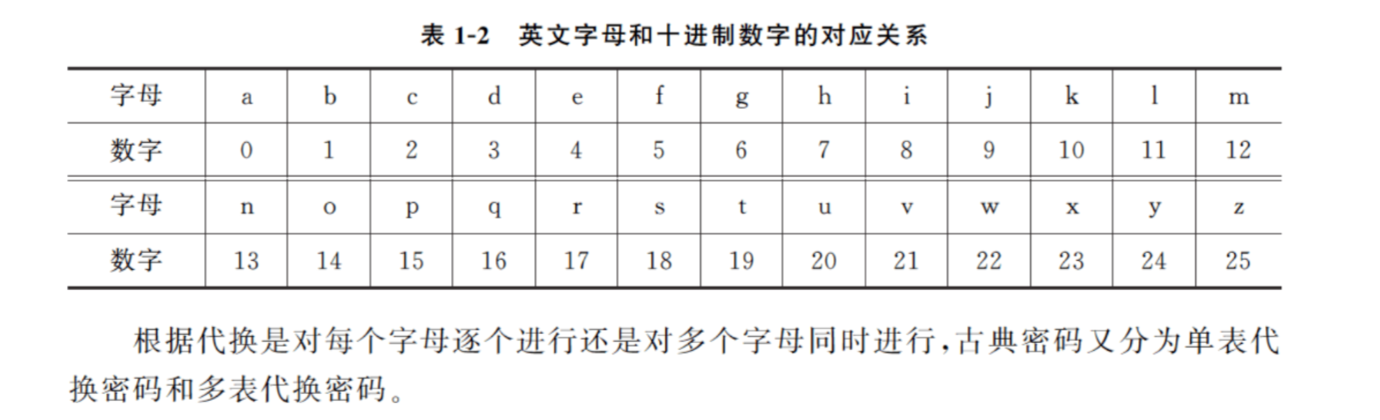 表 1-2 英文字母和十进制数字的对应关系
字母 a b c d e f g h i j k l m
数字 0 1 2 3 4 5 6 7 8 9 10 11 12
字母 n o p q r s t u v w x y z
数字 13 14 15 16 17 18 19 20 21 22 23 24 25
根据代换是对每个字母逐个进行还是对多个字母同时进行,古典密码又分为单表代
换密码和多表代换密码。